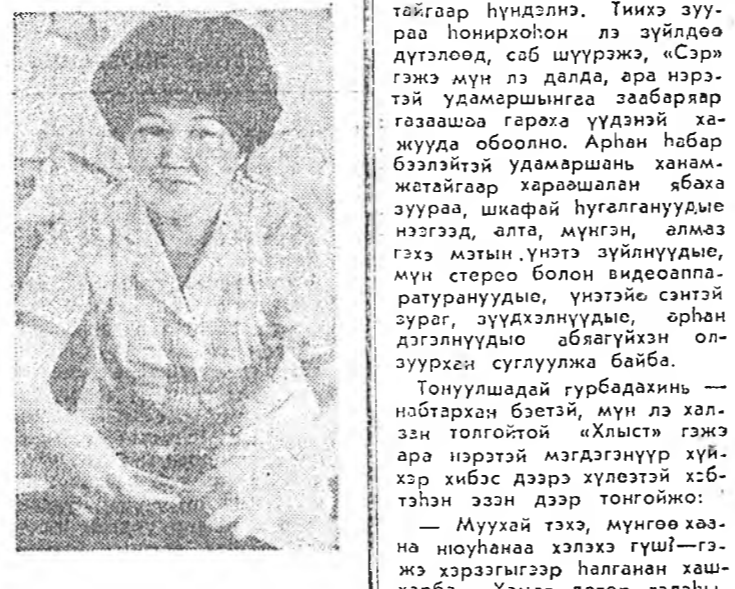 тайгаар һүндэлнэ. Тиихэ зуу-
раа һонирхоһон лэ зүйлдөө
дүтэлөөд, саб шүүрэжэ, «Сэр»
гэжэ мүн лэ далда, ара нэрэ-
тэй удамаршынгаа заабаряар
газаашаа гараха үүдэнэй ха-
жууда обоолно. Арһан һабар
бээлэйтэй удамаршань ханам-
жатайгаар хараашалан ябаха
зуураа, шкафай һугалгануудые
нээгээд, алта, мүнгэн, алмаз
гэхэ мэтын үнэтэ зүйлнүүдые,
мүн стерео болон видеоаппа-
ратурануудые, үнэтэйе сэнтэй
зураг, зүүдхэлнүүдые, арһан
дэгэлнүүдые абяагүйхэн ол-
зуурхан суглуулжа байба.
Тонуулшадай гурбадахинь —
набтархан бэетэй, мүн лэ хал-
зан толгойтой «Хлыст» гэжэ
ара нэрэтэй мэгдэгэнүүр хүй-
хэр хибэс дээрэ хүлеэтэй хэб-
тэһэн эзэн дээр тонгойжо:
— Муухай тэхэ, мүнгөө хаа-
на нюуһанаа хэлэхэ гүш?—гэ-
жэ хэрзэгыгээр һалганан хаш-